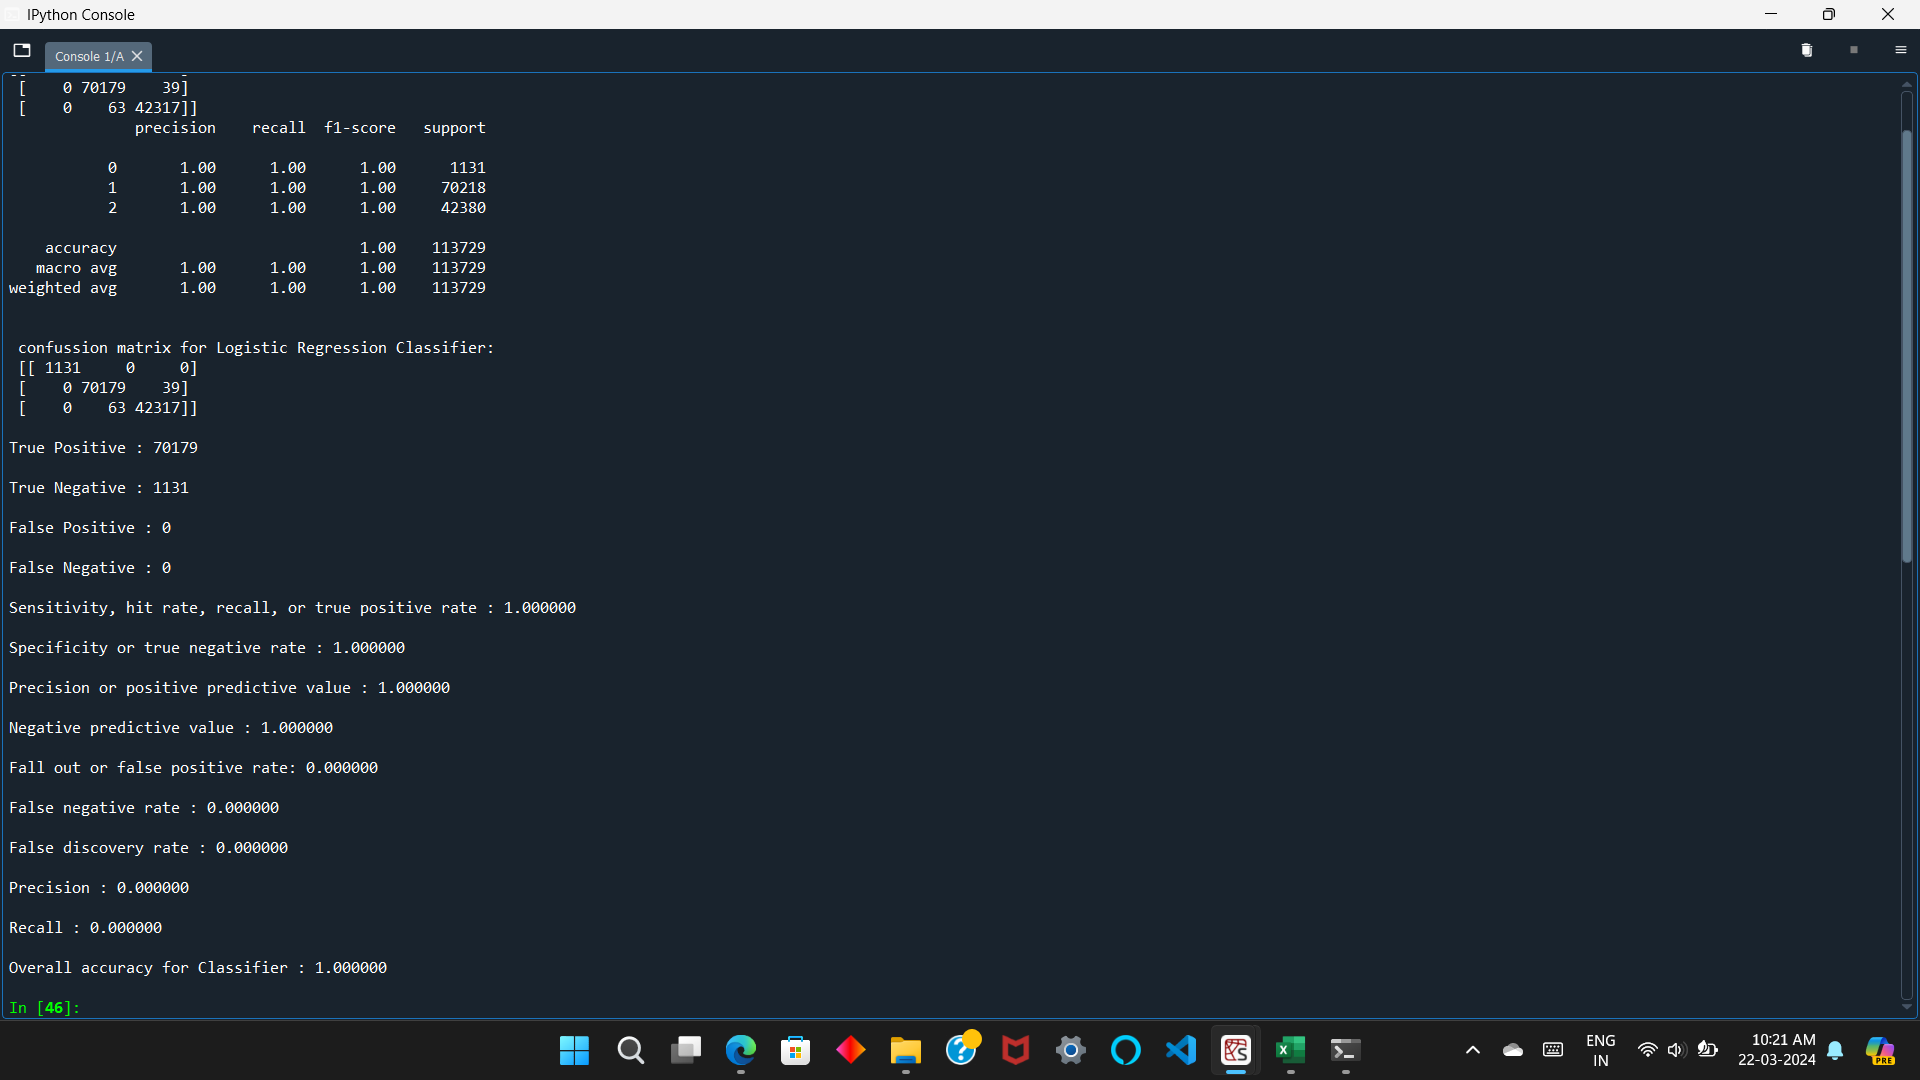 IPython Console
Console 1/A
[    0 70179    39]
[    0    63 42317]]
precision    recall  f1-score   support
0       1.00      1.00      1.00      1131
1       1.00      1.00      1.00     70218
2       1.00      1.00      1.00     42380
accuracy                           1.00    113729
macro avg       1.00      1.00      1.00    113729
weighted avg       1.00      1.00      1.00    113729
confussion matrix for Logistic Regression Classifier:
[[ 1131     0     0]
[    0 70179    39]
[    0    63 42317]]
True Positive : 70179
True Negative : 1131
False Positive : 0
False Negative : 0
Sensitivity, hit rate, recall, or true positive rate : 1.000000
Specificity or true negative rate : 1.000000
Precision or positive predictive value : 1.000000
Negative predictive value : 1.000000
Fall out or false positive rate: 0.000000
False negative rate : 0.000000
False discovery rate : 0.000000
Precision : 0.000000
Recall : 0.000000
Overall accuracy for Classifier : 1.000000
In [46]:
ENG
IN
10:21 AM
22-03-2024
PRE